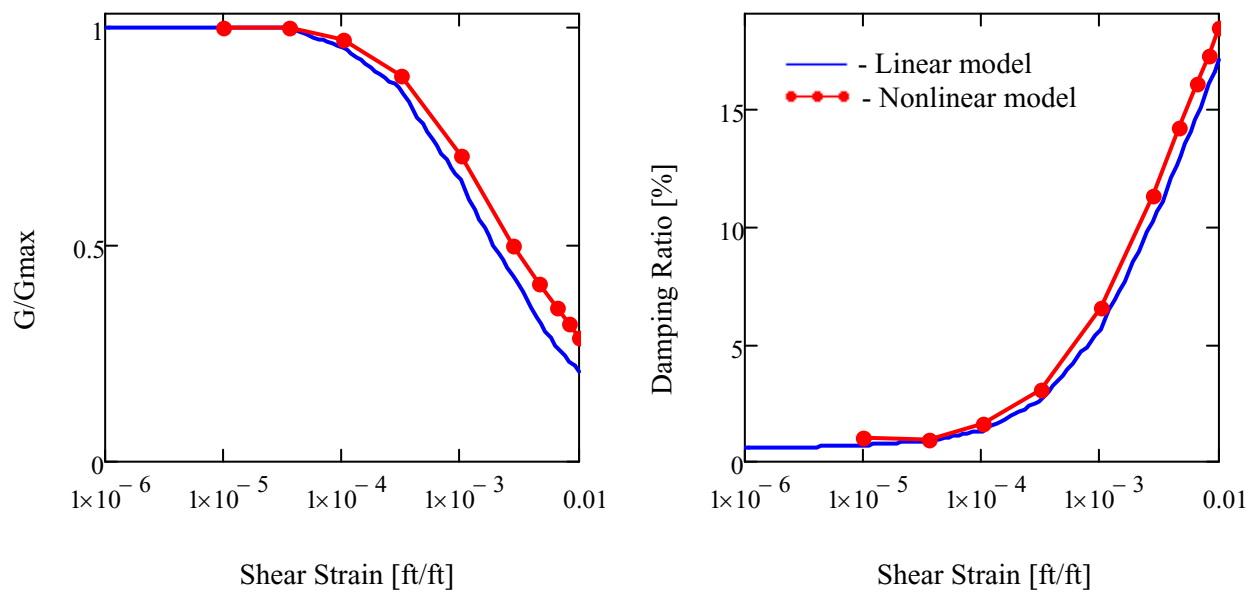 1
0.5
0
G/Gmax
1×10⁻⁶
1×10⁻⁵
1×10⁻⁴
1×10⁻³
0.01
Shear Strain [ft/ft]
- Linear model
- Nonlinear model
15
10
5
0
Damping Ratio [%]
1×10⁻⁶
1×10⁻⁵
1×10⁻⁴
1×10⁻³
0.01
Shear Strain [ft/ft]